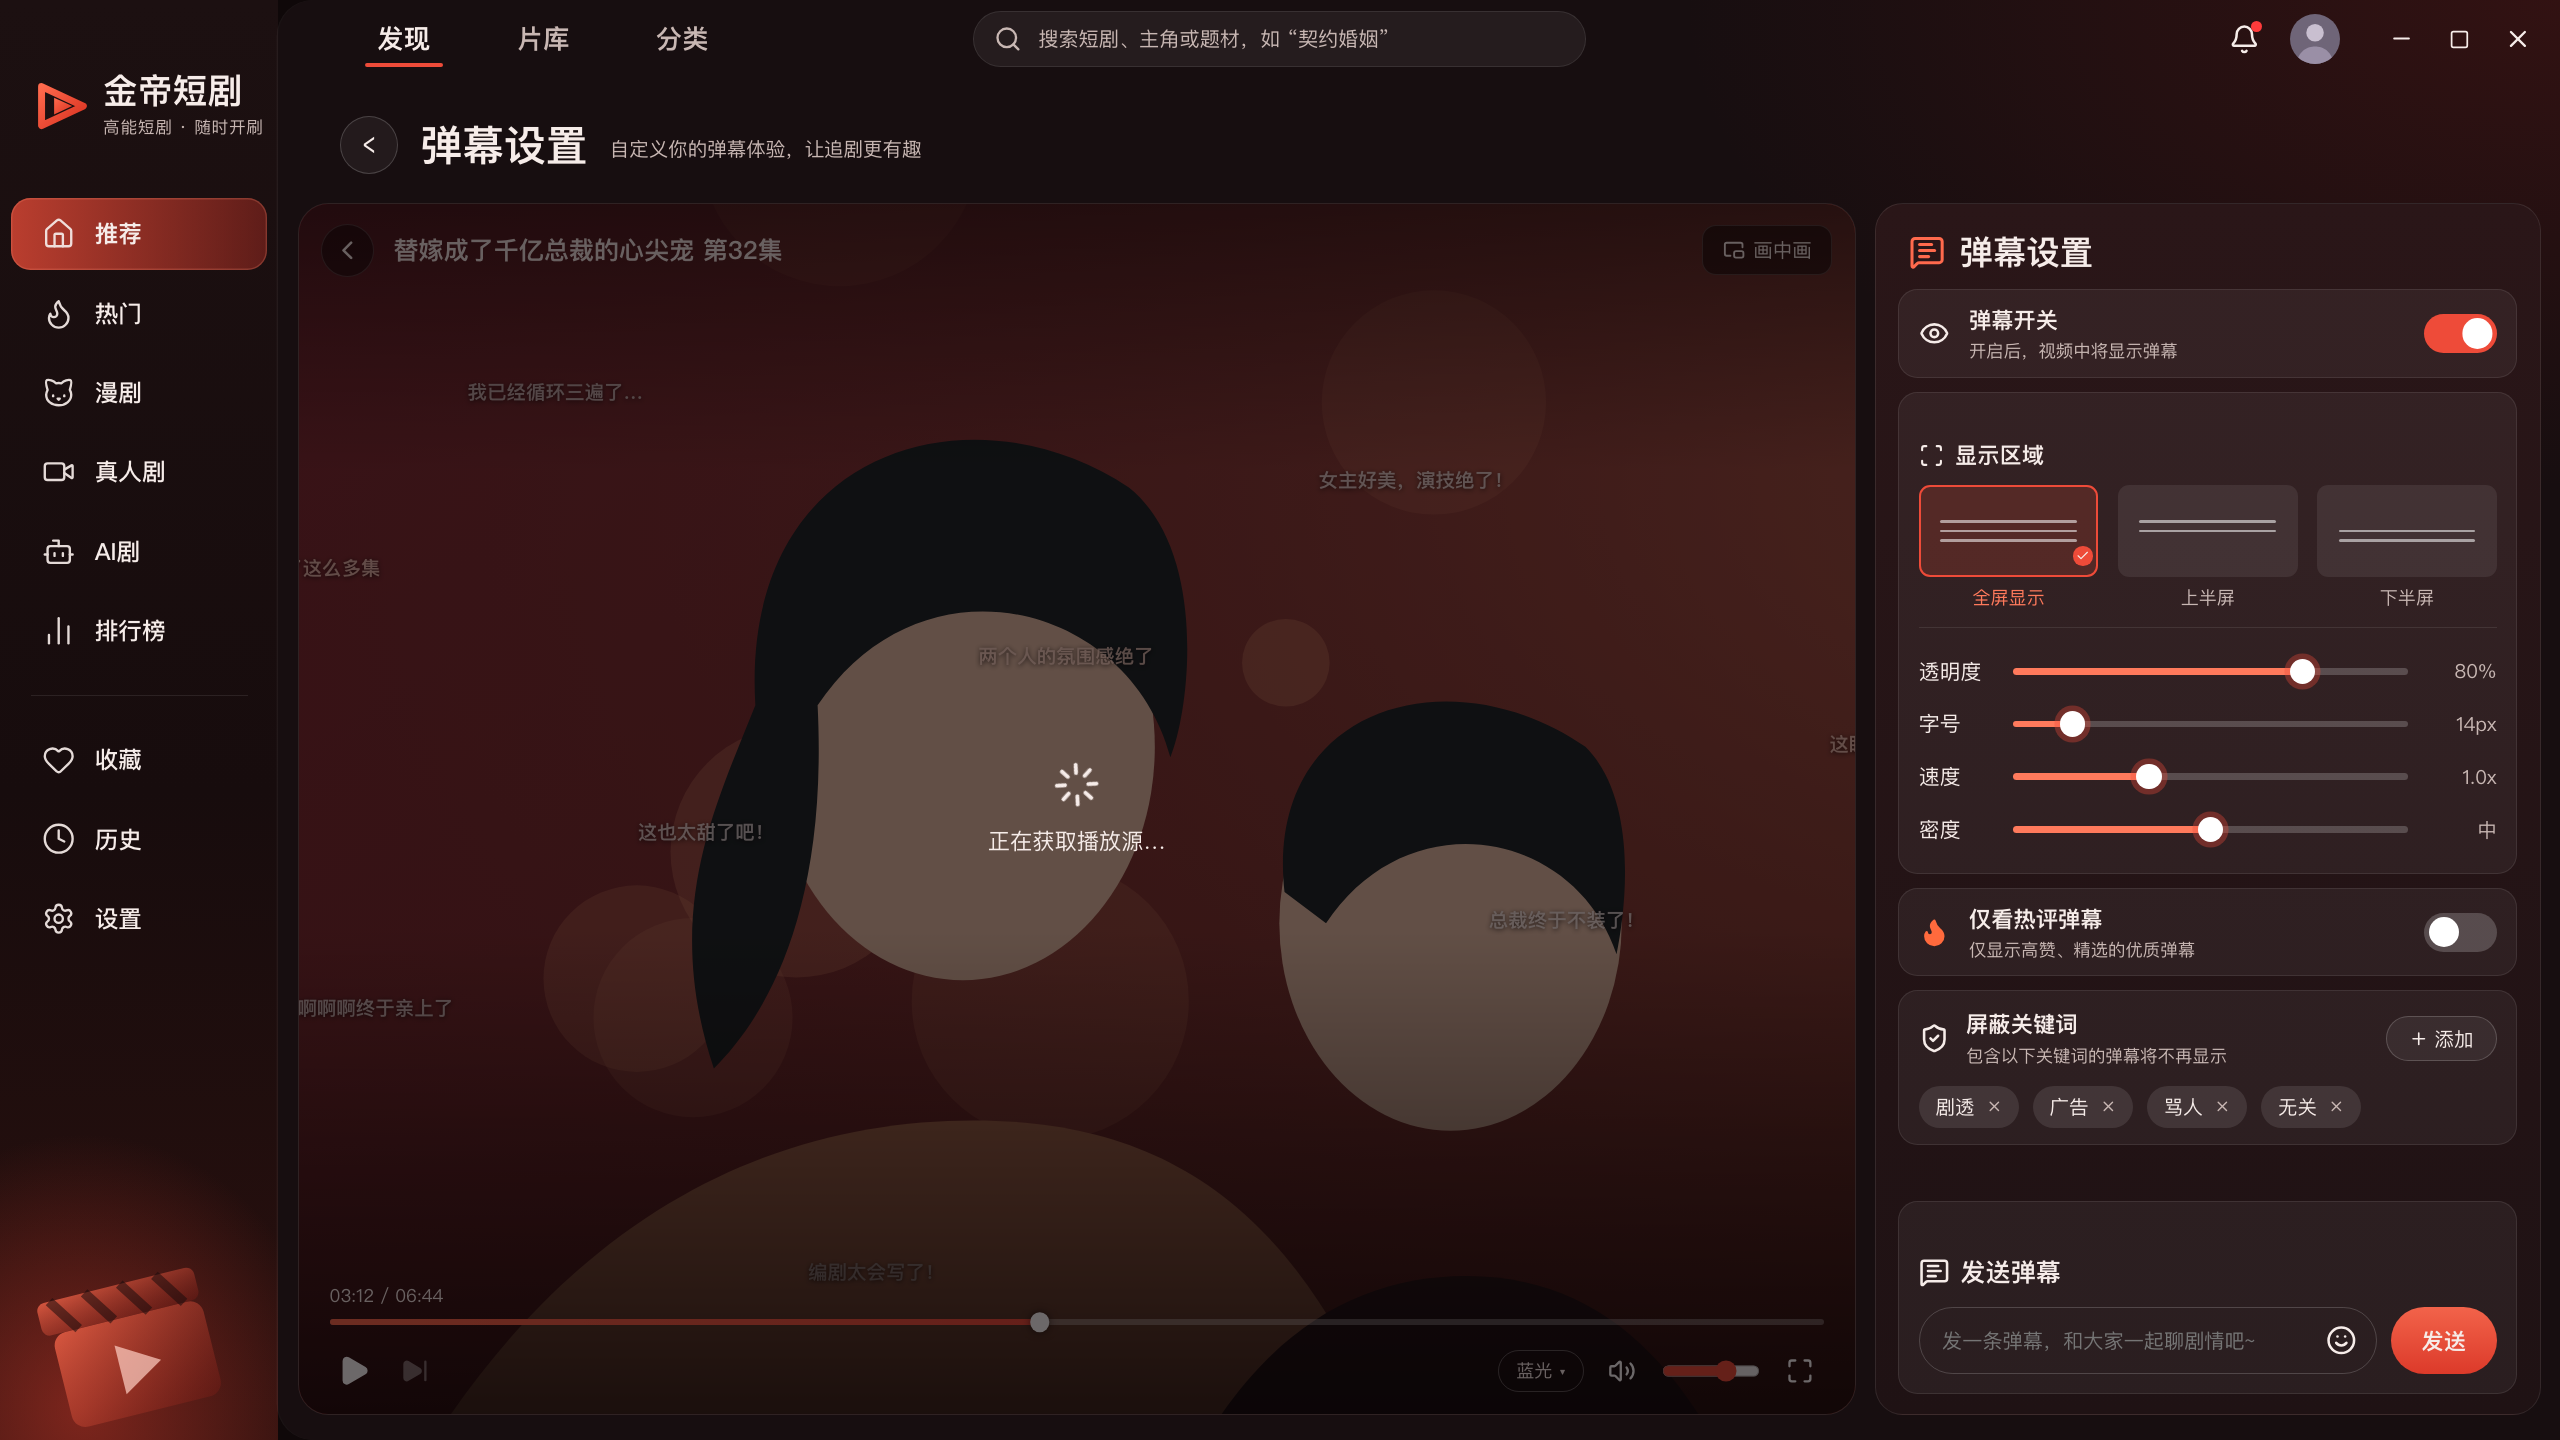 发现
片库
分类
搜索短剧、主角或题材，如 “契约婚姻”
金帝短剧
高能短剧 · 随时开刷
推荐
热门
漫剧
真人剧
AI剧
排行榜
收藏
历史
设置
弹幕设置
自定义你的弹幕体验，让追剧更有趣
替嫁成了千亿总裁的心尖宠 第32集
画中画
我已经循环三遍了...
女主好美，演技绝了！
这么多集
两个人的氛围感绝了
这
正在获取播放源...
这也太甜了吧！
总裁终于不装了！
啊啊啊终于亲上了
编剧太会写了！
03:12 / 06:44
蓝光
弹幕设置
弹幕开关
开启后，视频中将显示弹幕
显示区域
全屏显示
上半屏
下半屏
透明度
80%
字号
14px
速度
1.0x
密度
中
仅看热评弹幕
仅显示高赞、精选的优质弹幕
屏蔽关键词
包含以下关键词的弹幕将不再显示
+ 添加
剧透 ×
广告 ×
骂人 ×
无关 ×
发送弹幕
发一条弹幕，和大家一起聊剧情吧~
发送